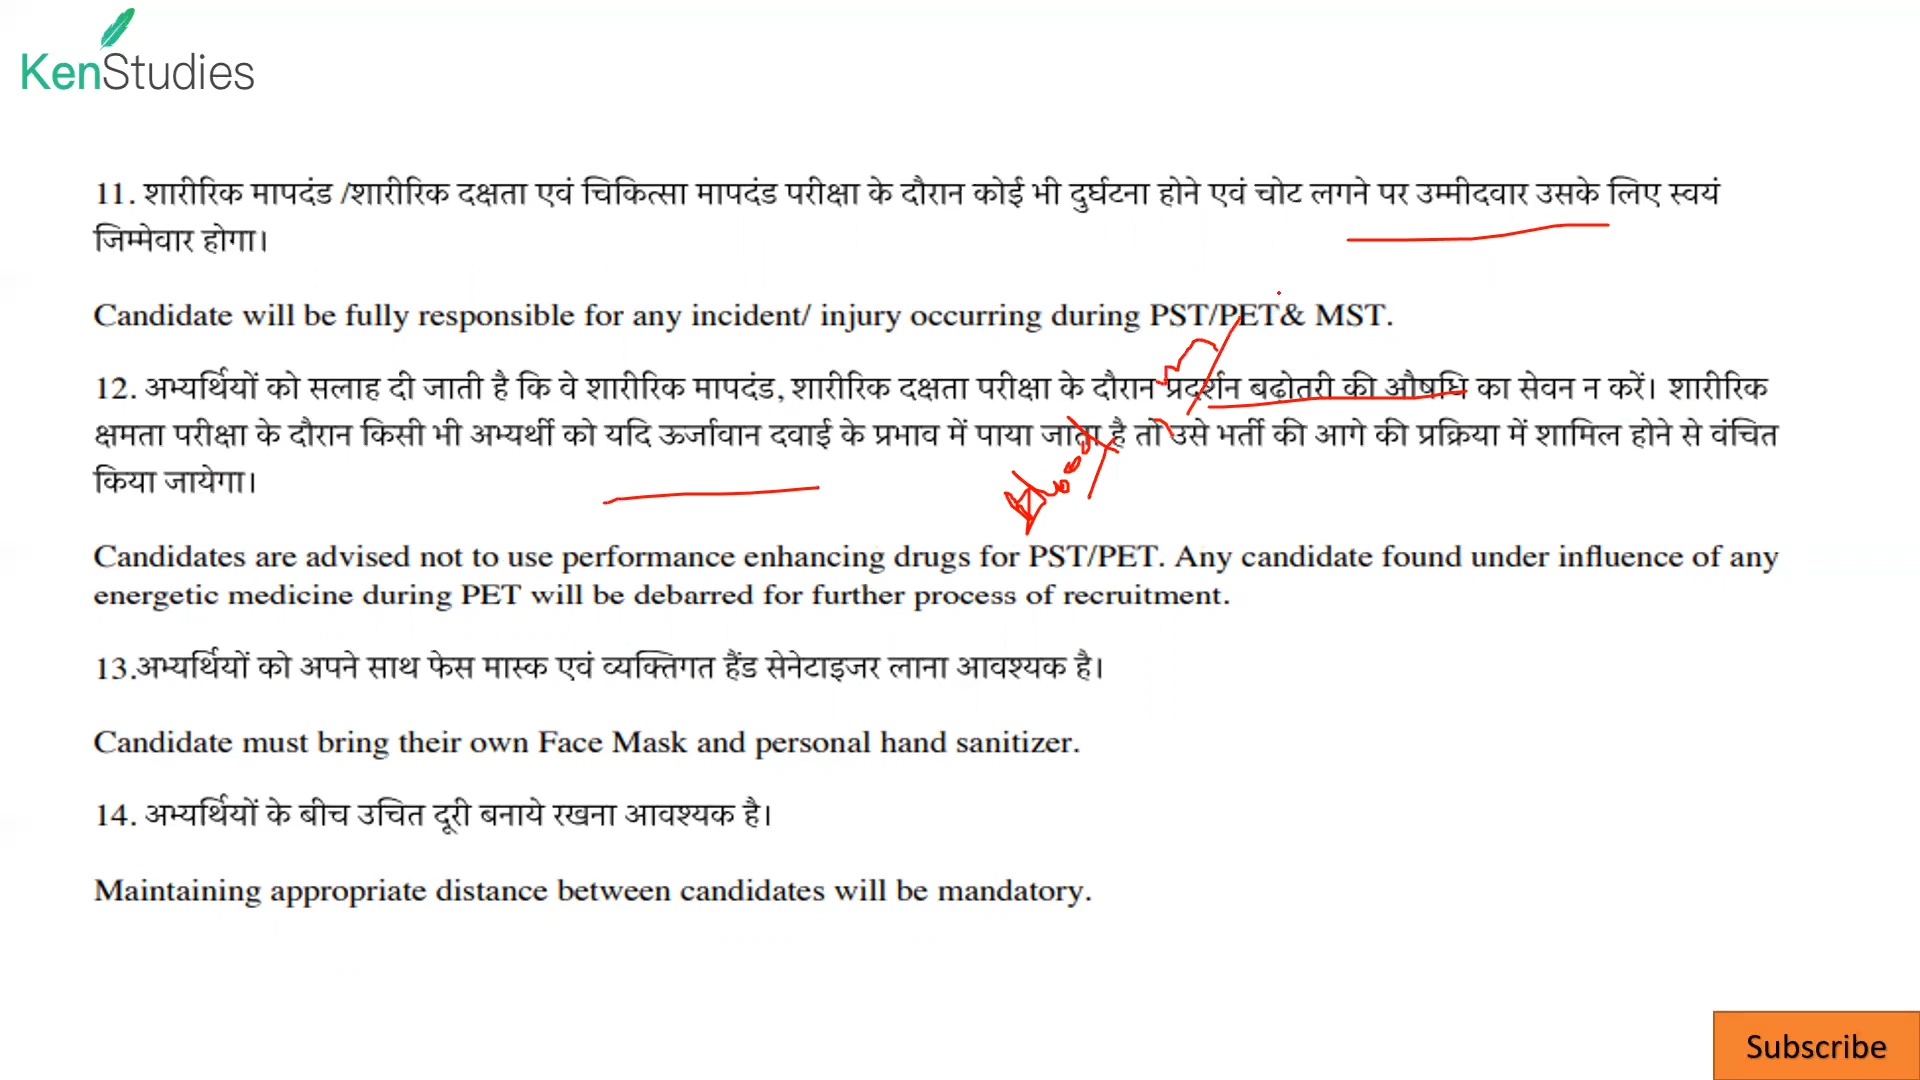 KenStudies
11. शारीरिक मापदंड /शारीरिक दक्षता एवं चिकित्सा मापदंड परीक्षा के दौरान कोई भी दुर्घटना होने एवं चोट लगने पर उम्मीदवार उसके लिए स्वयं
जिम्मेवार होगा।
Candidate will be fully responsible for any incident/ injury occurring during PST/PET& MST.
12. अभ्यर्थियों को सलाह दी जाती है कि वे शारीरिक मापदंड, शारीरिक दक्षता परीक्षा के दौरान प्रदर्शन बढ़ोतरी की औषधि का सेवन न करें। शारीरिक
क्षमता परीक्षा के दौरान किसी भी अभ्यर्थी को यदि ऊर्जावान दवाई के प्रभाव में पाया जाता है तो उसे भर्ती की आगे की प्रक्रिया में शामिल होने से वंचित
किया जायेगा।
Candidates are advised not to use performance enhancing drugs for PST/PET. Any candidate found under influence of any
energetic medicine during PET will be debarred for further process of recruitment.
13.अभ्यर्थियों को अपने साथ फेस मास्क एवं व्यक्तिगत हैंड सेनेटाइजर लाना आवश्यक है।
Candidate must bring their own Face Mask and personal hand sanitizer.
14. अभ्यर्थियों के बीच उचित दूरी बनाये रखना आवश्यक है।
Maintaining appropriate distance between candidates will be mandatory.
Subscribe